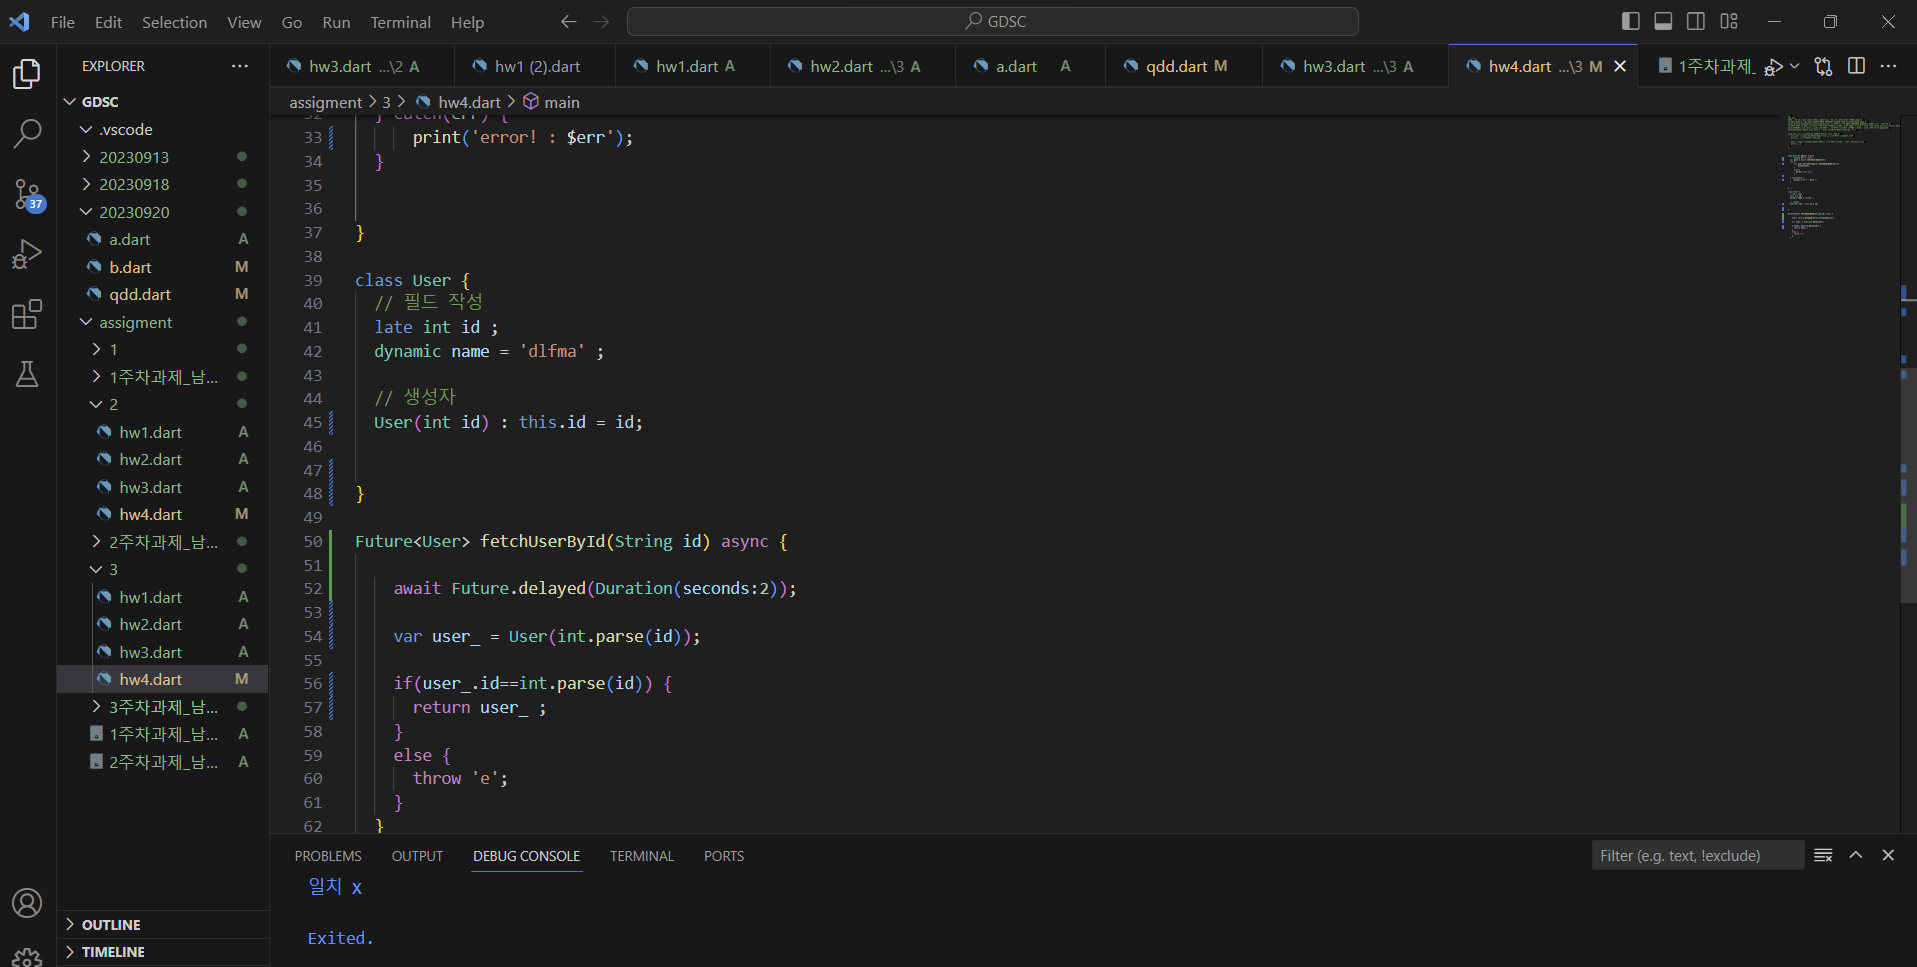 File Edit Selection View Go Run Terminal Help
GDSC
EXPLORER
GDSC
.vscode
20230913
20230918
20230920
a.dart A
b.dart M
qdd.dart M
assigment
1
1주차과제_남...
2
hw1.dart A
hw2.dart A
hw3.dart A
hw4.dart M
2주차과제_남...
3
hw1.dart A
hw2.dart A
hw3.dart A
hw4.dart M
3주차과제_남...
1주차과제_남... A
2주차과제_남... A
OUTLINE
TIMELINE
37
hw3.dart ...\2 A
hw1 (2).dart
hw1.dart A
hw2.dart ...\3 A
a.dart A
qdd.dart M
hw3.dart ...\3 A
hw4.dart ...\3 M
1주차과제_
assigment > 3 > hw4.dart > main
32 } catch(err) {
33 print('error! : $err');
34 }
35
36
37 }
38
39 class User {
40 // 필드 작성
41 late int id ;
42 dynamic name = 'dlfma' ;
43
44 // 생성자
45 User(int id) : this.id = id;
46
47
48 }
49
50 Future<User> fetchUserById(String id) async {
51
52 await Future.delayed(Duration(seconds:2));
53
54 var user_ = User(int.parse(id));
55
56 if(user_.id==int.parse(id)) {
57 return user_ ;
58 }
59 else {
60 throw 'e';
61 }
62 }
PROBLEMS OUTPUT DEBUG CONSOLE TERMINAL PORTS
Filter (e.g. text, !exclude)
일치 x
Exited.